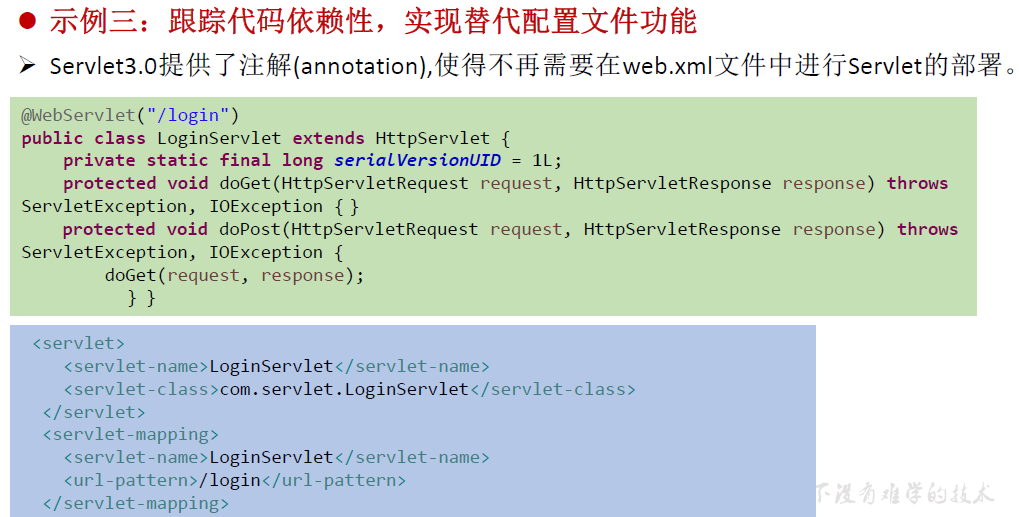 ● 示例三：跟踪代码依赖性，实现替代配置文件功能
➢ Servlet3.0提供了注解(annotation),使得不再需要在web.xml文件中进行Servlet的部署。
@WebServlet("/login")
public class LoginServlet extends HttpServlet {
    private static final long serialVersionUID = 1L;
    protected void doGet(HttpServletRequest request, HttpServletResponse response) throws
ServletException, IOException { }
    protected void doPost(HttpServletRequest request, HttpServletResponse response) throws
ServletException, IOException {
        doGet(request, response);
          } }
<servlet>
   <servlet-name>LoginServlet</servlet-name>
   <servlet-class>com.servlet.LoginServlet</servlet-class>
 </servlet>
 <servlet-mapping>
   <servlet-name>LoginServlet</servlet-name>
   <url-pattern>/login</url-pattern>
 </servlet-mapping>
下没有难学的技术